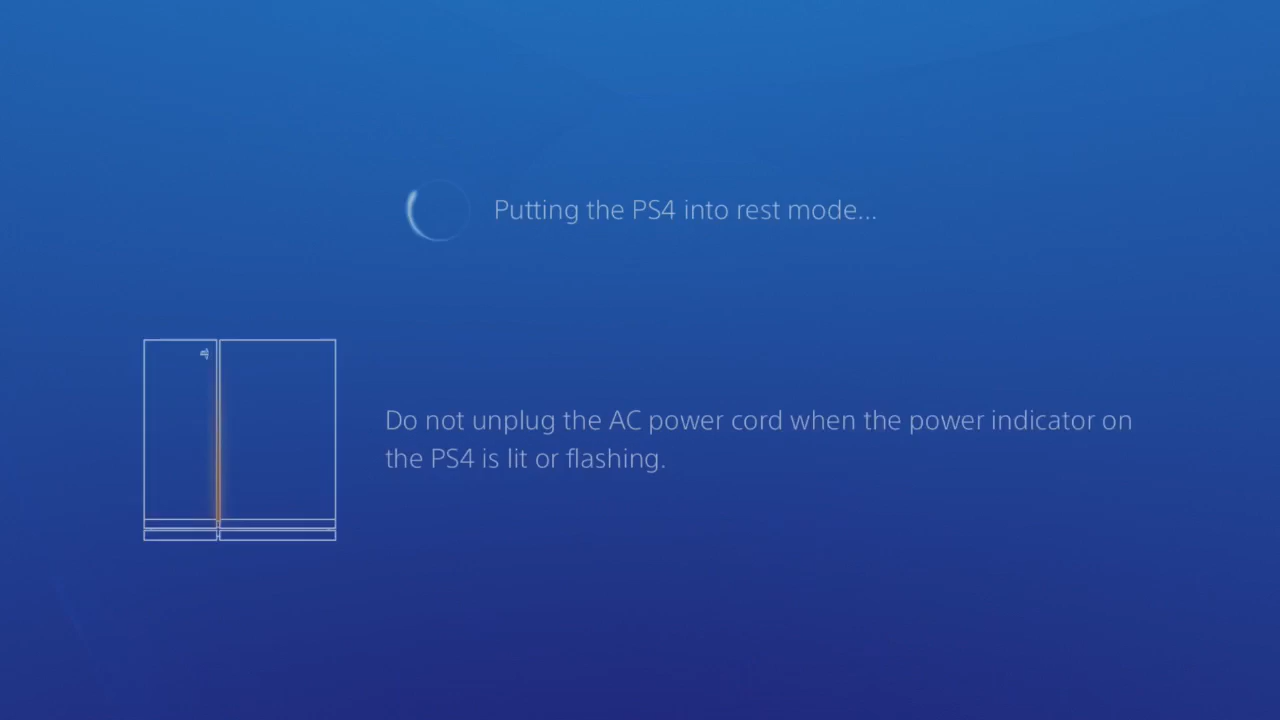 Putting the PS4 into rest mode...
Do not unplug the AC power cord when the power indicator on
the PS4 is lit or flashing.